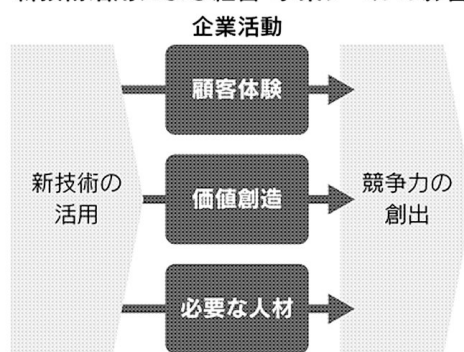 企業活動
顧客体験
新技術の
活用
価値創造
競争力の
創出
必要な人材